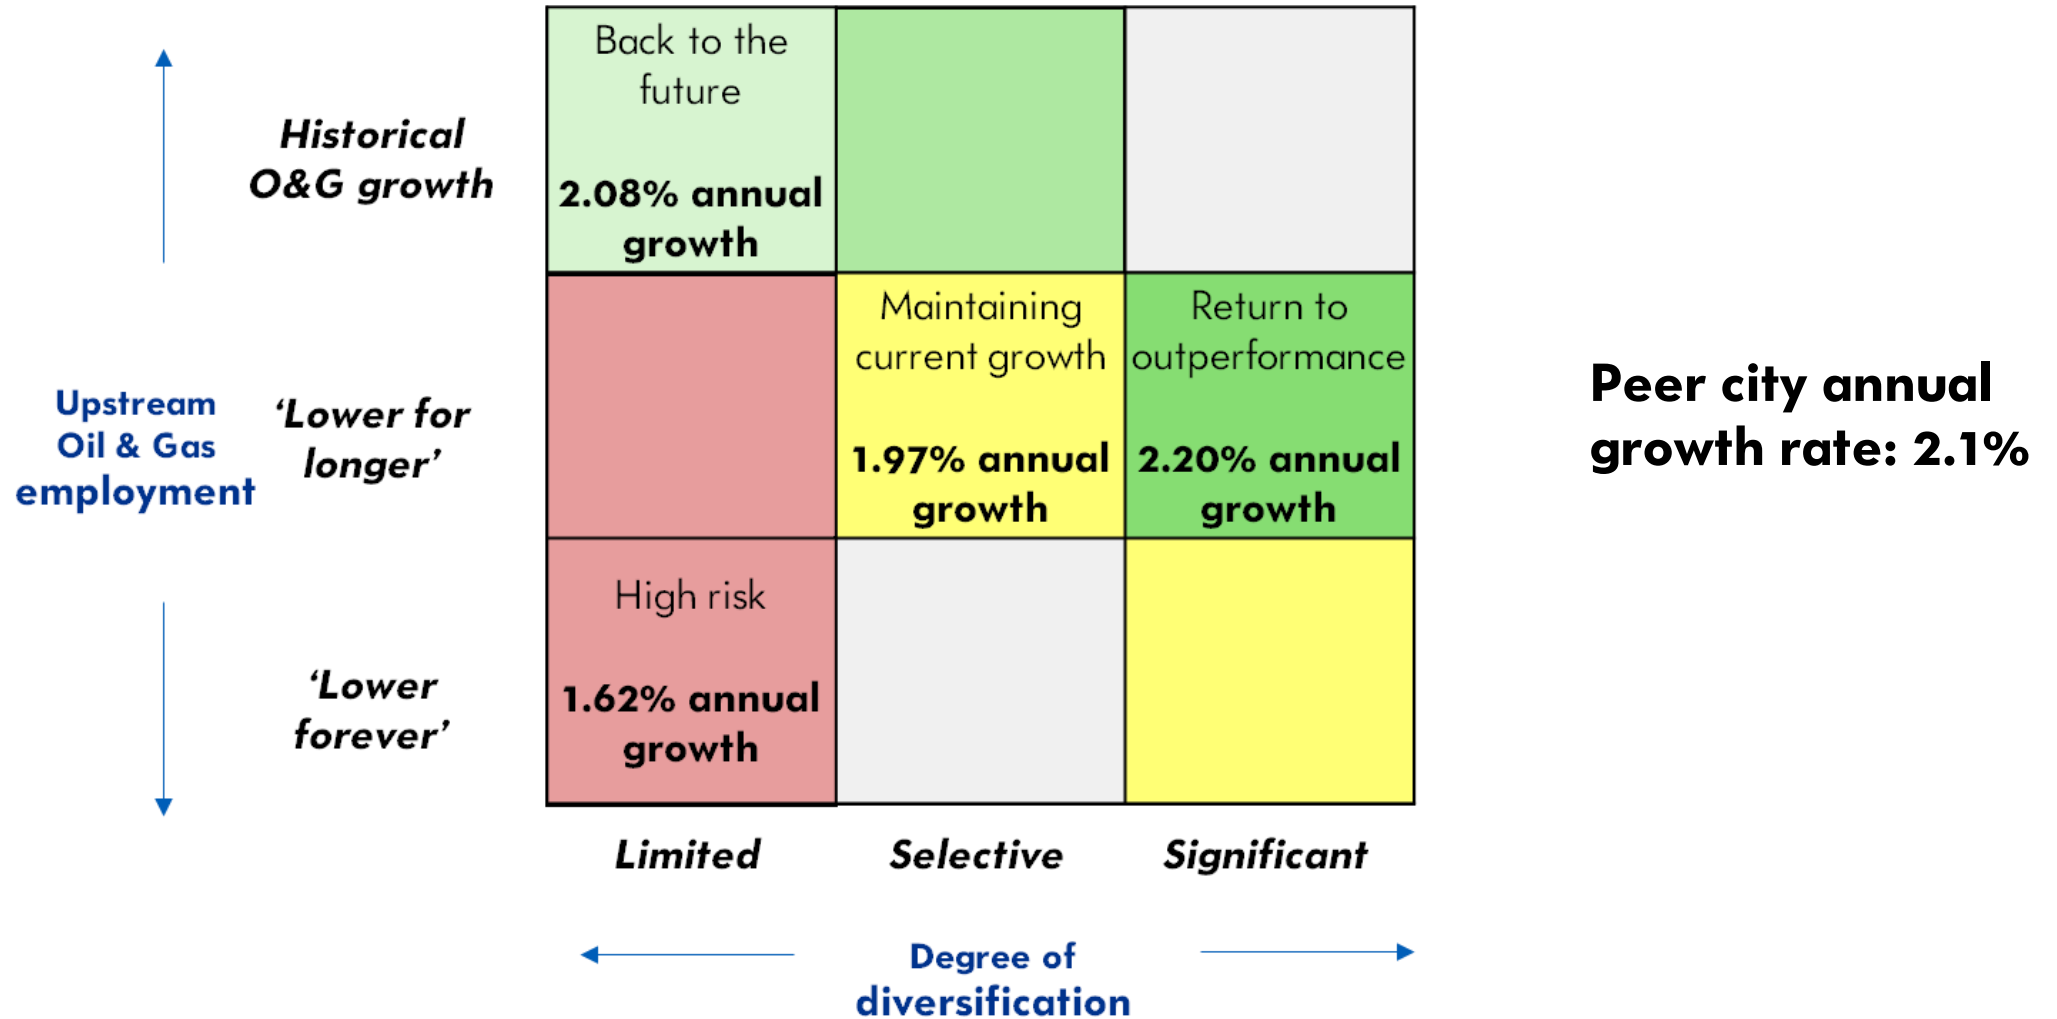 Back to the
future
2.08% annual
growth
Historical
O&G growth
Maintaining
current growth
1.97% annual
growth
Return to
outperformance
2.20% annual
growth
Peer city annual
growth rate: 2.1%
Upstream
Oil & Gas
employment
‘Lower for
longer’
High risk
1.62% annual
growth
‘Lower
forever’
Limited
Selective
Significant
Degree of
diversification